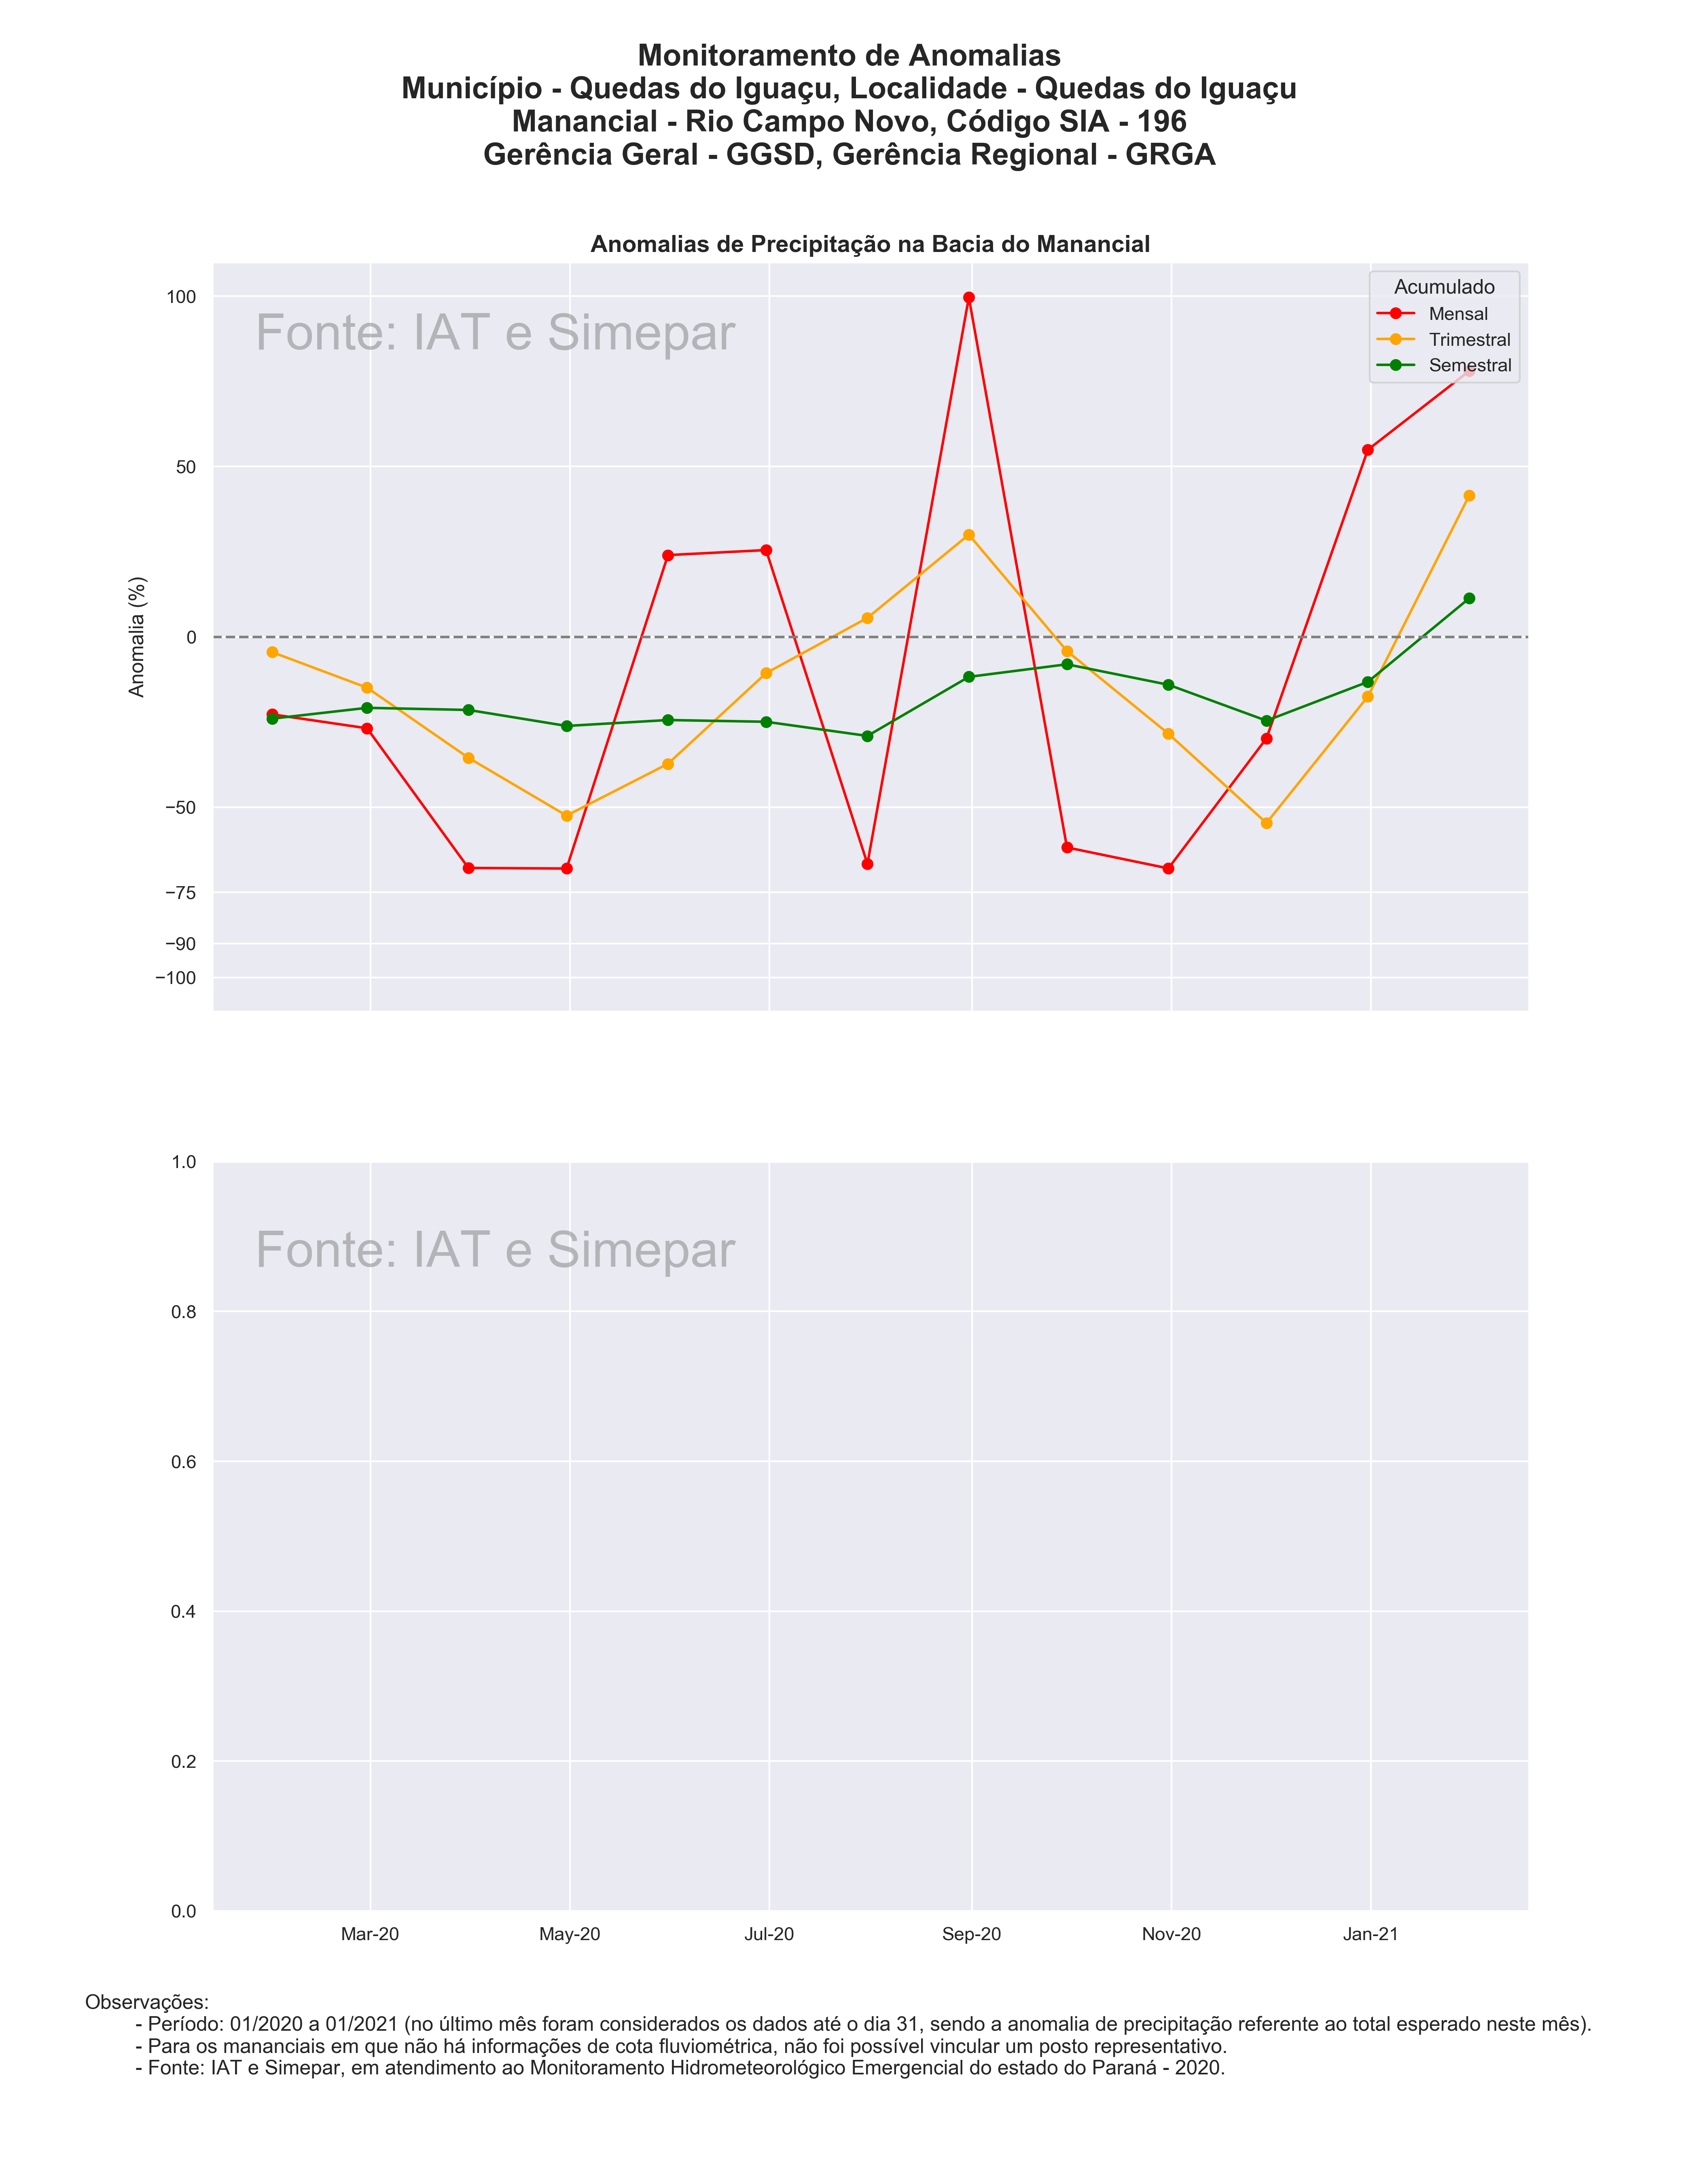 Monitoramento de Anomalias
Município - Quedas do Iguaçu, Localidade - Quedas do Iguaçu
Manancial - Rio Campo Novo, Código SIA - 196
Gerência Geral - GGSD, Gerência Regional - GRGA
Anomalias de Precipitação na Bacia do Manancial
Fonte: IAT e Simepar
Acumulado
Mensal
Trimestral
Semestral
Anomalia (%)
100
50
0
−50
−75
−90
−100
Fonte: IAT e Simepar
1.0
0.8
0.6
0.4
0.2
0.0
Mar-20 May-20 Jul-20 Sep-20 Nov-20 Jan-21
Observações:
- Período: 01/2020 a 01/2021 (no último mês foram considerados os dados até o dia 31, sendo a anomalia de precipitação referente ao total esperado neste mês).
- Para os mananciais em que não há informações de cota fluviométrica, não foi possível vincular um posto representativo.
- Fonte: IAT e Simepar, em atendimento ao Monitoramento Hidrometeorológico Emergencial do estado do Paraná - 2020.